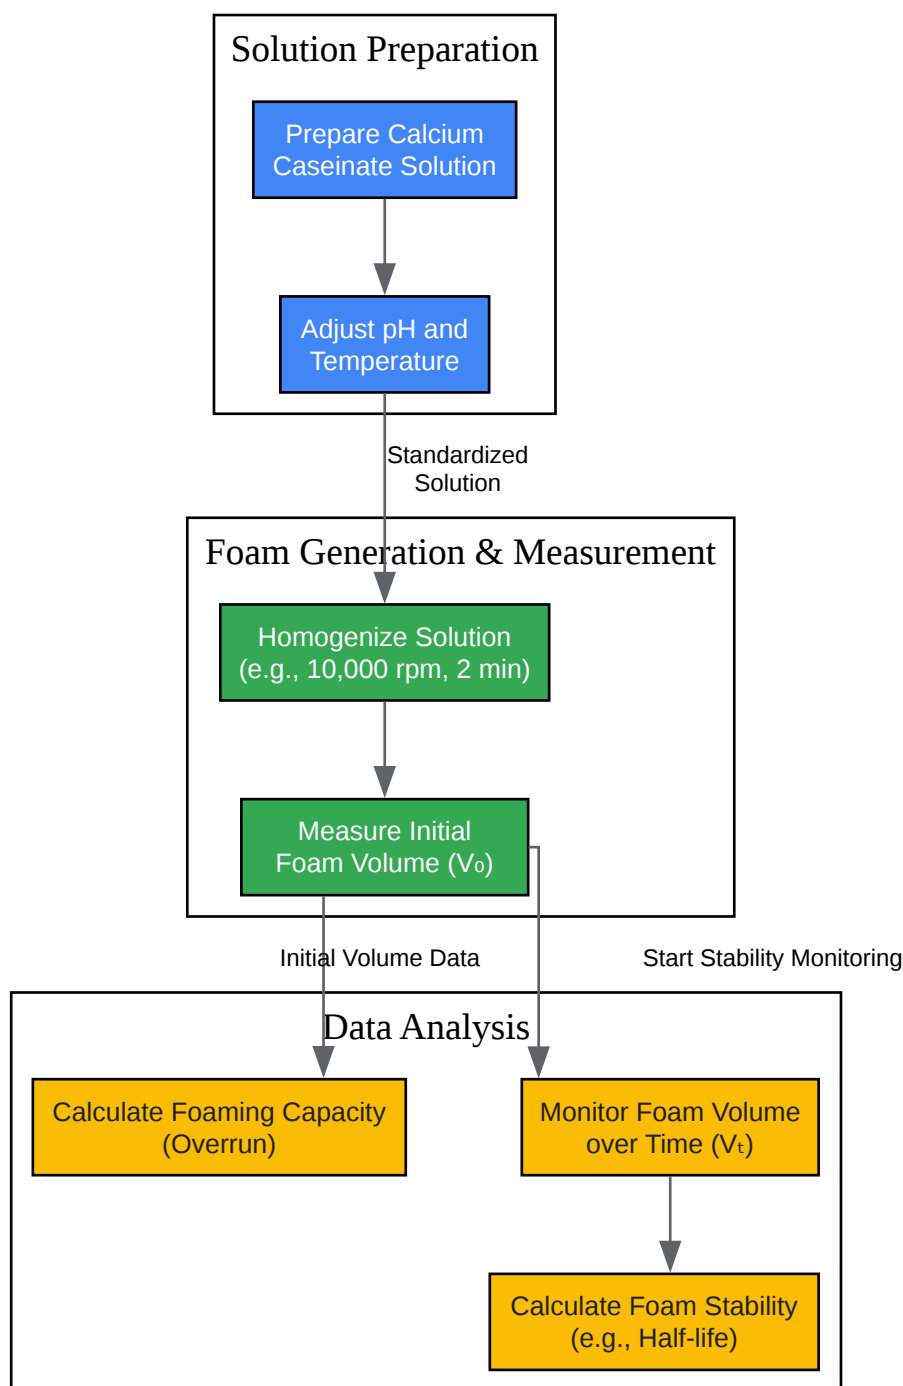 Solution Preparation
Prepare Calcium
Caseinate Solution
Adjust pH and
Temperature
Standardized
Solution
Foam Generation & Measurement
Homogenize Solution
(e.g., 10,000 rpm, 2 min)
Measure Initial
Foam Volume (V₀)
Initial Volume Data
Start Stability Monitoring
Data Analysis
Calculate Foaming Capacity
(Overrun)
Monitor Foam Volume
over Time (Vₜ)
Calculate Foam Stability
(e.g., Half-life)